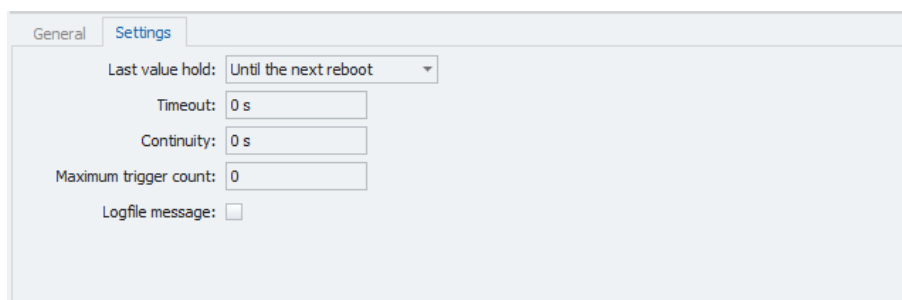 General Settings
Last value hold: Until the next reboot
Timeout: 0 s
Continuity: 0 s
Maximum trigger count: 0
Logfile message: